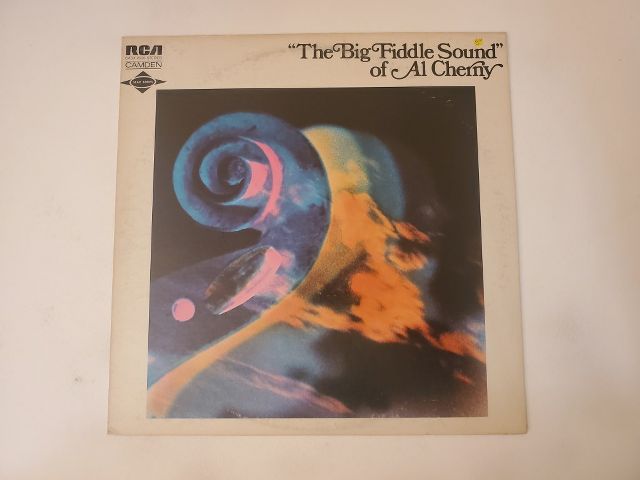 RCA
CAMDEN
"The Big Fiddle Sound"
of Al Cherny